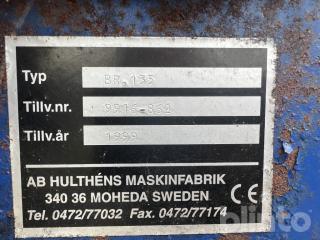 Typ BR.135
Tillv.nr.
Tillv.år 1999
AB HULTHÉNS MASKINFABRIK
340 36 MOHEDA SWEDEN
CE
Tel. 0472/77032 Fax. 0472/77174
blinto